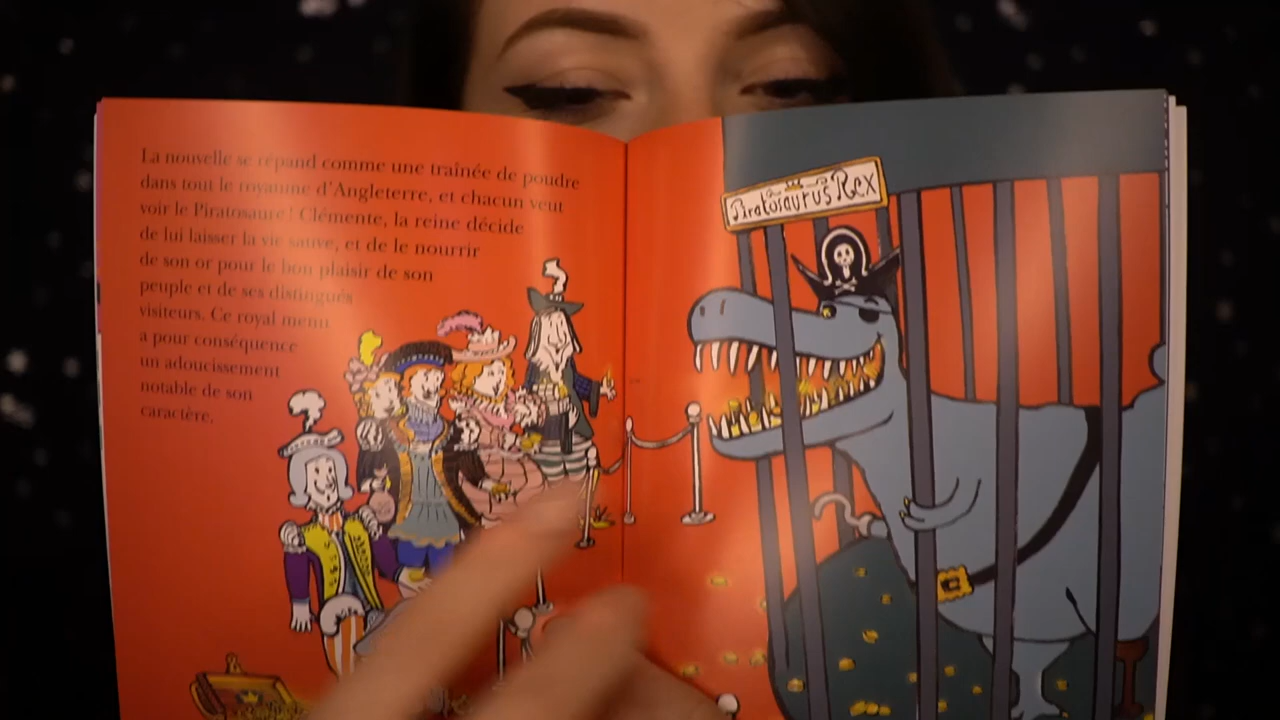 La nouvelle se répand comme une traînée de poudre
dans tout le royaume d'Angleterre, et chacun veut
voir le Piratosaure ! Clémente, la reine décide
de lui laisser la vie sauve, et de le nourrir
de son or pour le bon plaisir de son
peuple et de ses distingués
visiteurs. Ce royal menu
a pour conséquence
un adoucissement
notable de son
caractère.
Piratosaurus Rex